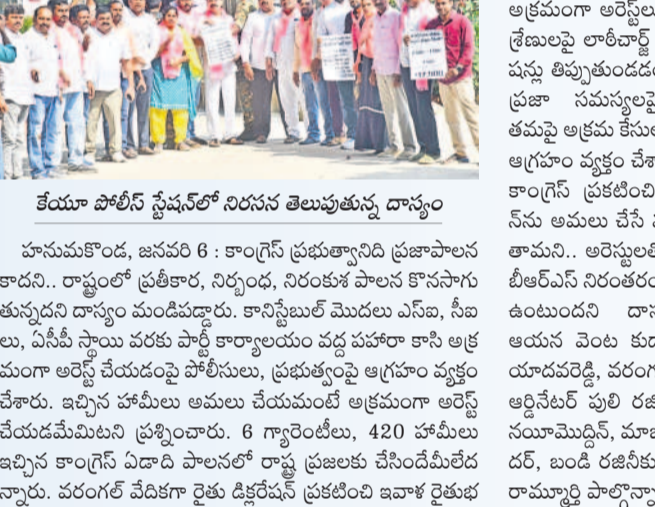 కేయూ పోలీస్ స్టేషన్‌లో నిరసన తెలుపుతున్న దాస్యం
హనుమకొండ, జనవరి 6 : కాంగ్రెస్ ప్రభుత్వానిది ప్రజాపాలన
కాదని.. రాష్ట్రంలో ప్రతీకార, నిర్బంధ, నిరంకుశ పాలన కొనసాగు
తున్నదని దాస్యం మండిపడ్డారు. కానిస్టేబుల్ మొదలు ఎస్ఐ, సీఐ
లు, ఏసీపీ స్థాయి వరకు పార్టీ కార్యాలయం వద్ద పహారా కాసి అక్ర
మంగా అరెస్ట్ చేయడంపై పోలీసులు, ప్రభుత్వంపై ఆగ్రహం వ్యక్తం
చేశారు. ఇచ్చిన హామీలు అమలు చేయమంటే అక్రమంగా అరెస్ట్
చేయడమేమిటని ప్రశ్నించారు. 6 గ్యారెంటీలు, 420 హామీలు
ఇచ్చిన కాంగ్రెస్ ఏడాది పాలనలో రాష్ట్ర ప్రజలకు చేసిందేమీలేద
న్నారు. వరంగల్ వేదికగా రైతు డిక్లరేషన్ ప్రకటించి ఇవాళ రైతుభ
అక్రమంగా అరెస్ట్‌లు
శ్రేణులపై లాఠీచార్జ్
షన్లు తిప్పుతుండడం
ప్రజా సమస్యలపై
తమపై అక్రమ కేసుల
ఆగ్రహం వ్యక్తం చేశా
కాంగ్రెస్ ప్రకటించి
న్‌ను అమలు చేసే
తామని.. అరెస్టులతో
బీఆర్ఎస్ నిరంతరం
ఉంటుందని దాస
ఆయన వెంట కుడ
యాదవరెడ్డి, వరంగ
ఆర్డినేటర్ పులి రజి
నయీమొద్దిన్, మాజ
దర్, బండి రజినీకు
రామ్మూర్తి పాల్గొన్నా